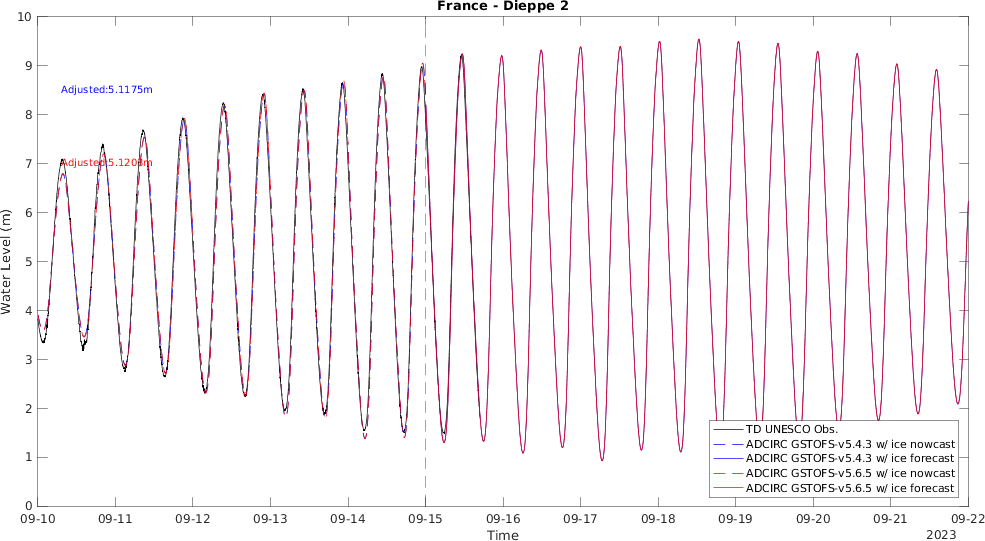 France - Dieppe 2
10
9
8
7
6
5
4
3
2
1
0
Water Level (m)
Adjusted:5.1175m
Adjusted:5.1203m
TD UNESCO Obs.
ADCIRC GSTOFS-v5.4.3 w/ ice nowcast
ADCIRC GSTOFS-v5.4.3 w/ ice forecast
ADCIRC GSTOFS-v5.6.5 w/ ice nowcast
ADCIRC GSTOFS-v5.6.5 w/ ice forecast
09-10 09-11 09-12 09-13 09-14 09-15 09-16 09-17 09-18 09-19 09-20 09-21 09-22
Time
2023